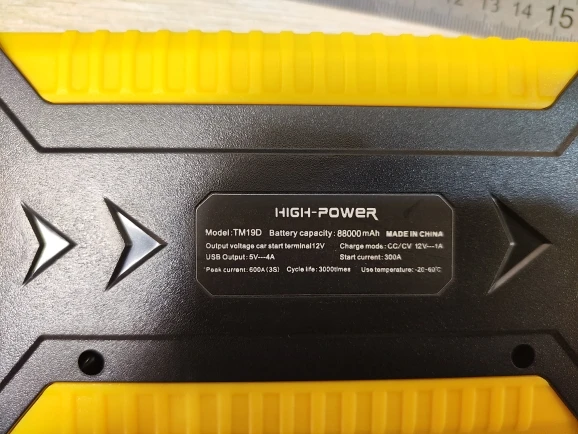 12 13 14 15
HIGH-POWER
Model:TM19D Battery capacity: 88000mAh MADE IN CHINA
Output voltage car start terminal12V Charge mode: CC/CV 12V---1A
USB Output: 5V---4A Start current: 300A
Peak current: 600A(3S) Cycle life: 3000times Use temperature: -20-60℃